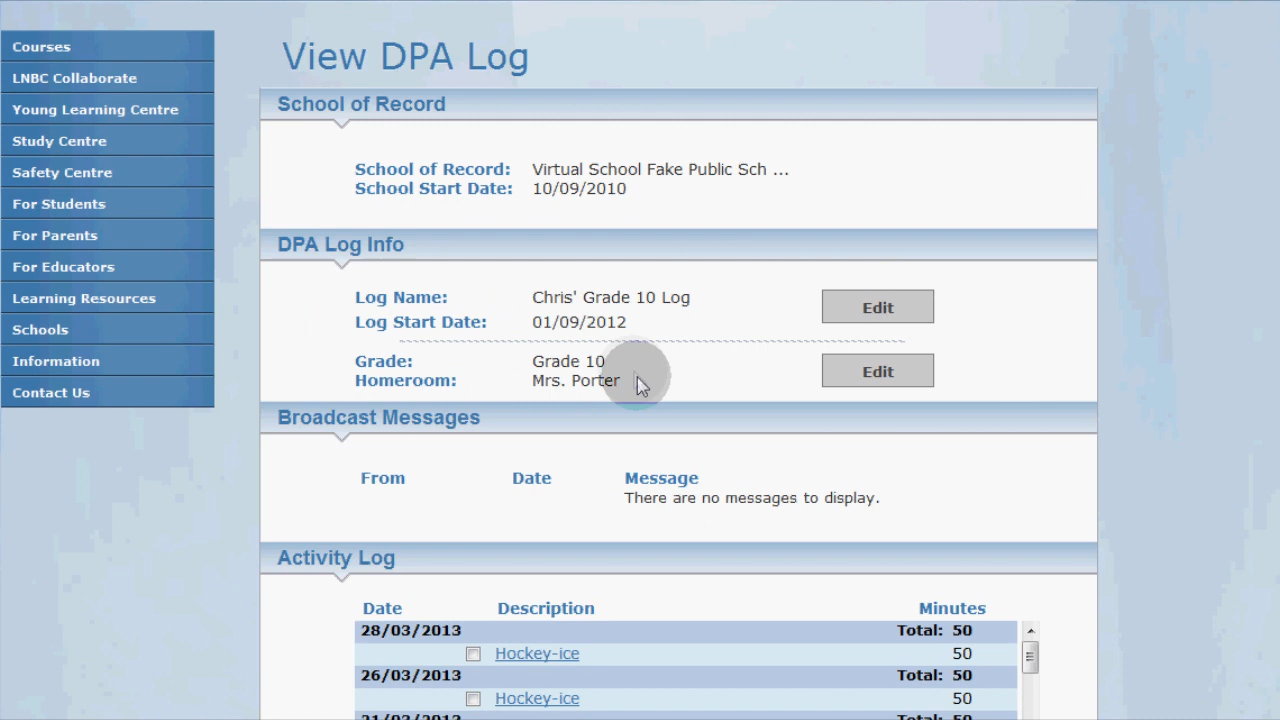 Courses
LNBC Collaborate
Young Learning Centre
Study Centre
Safety Centre
For Students
For Parents
For Educators
Learning Resources
Schools
Information
Contact Us
View DPA Log
School of Record
School of Record: Virtual School Fake Public Sch ...
School Start Date: 10/09/2010
DPA Log Info
Log Name: Chris' Grade 10 Log
Edit
Log Start Date: 01/09/2012
Grade: Grade 10
Edit
Homeroom: Mrs. Porter
Broadcast Messages
From Date Message
There are no messages to display.
Activity Log
Date Description Minutes
28/03/2013 Total: 50
Hockey-ice 50
26/03/2013 Total: 50
Hockey-ice 50
21/03/2013 Total: 50